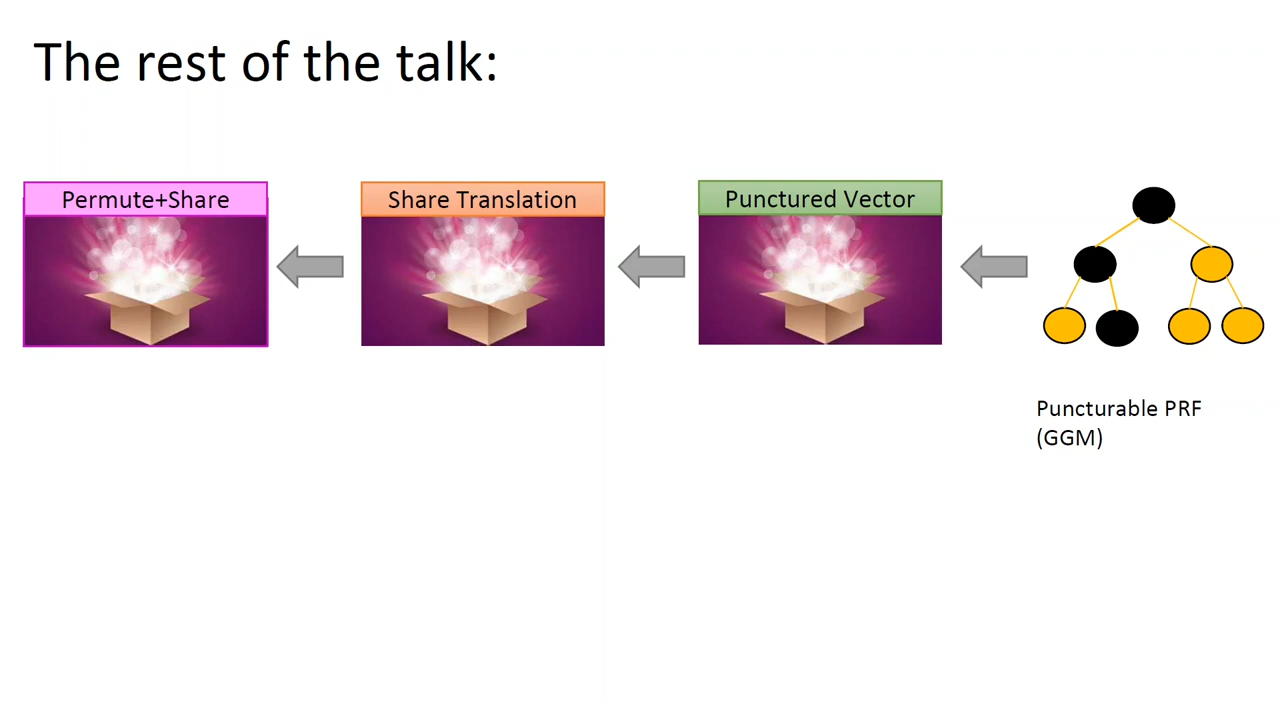 The rest of the talk:
Permute+Share
Share Translation
Punctured Vector
Puncturable PRF
(GGM)